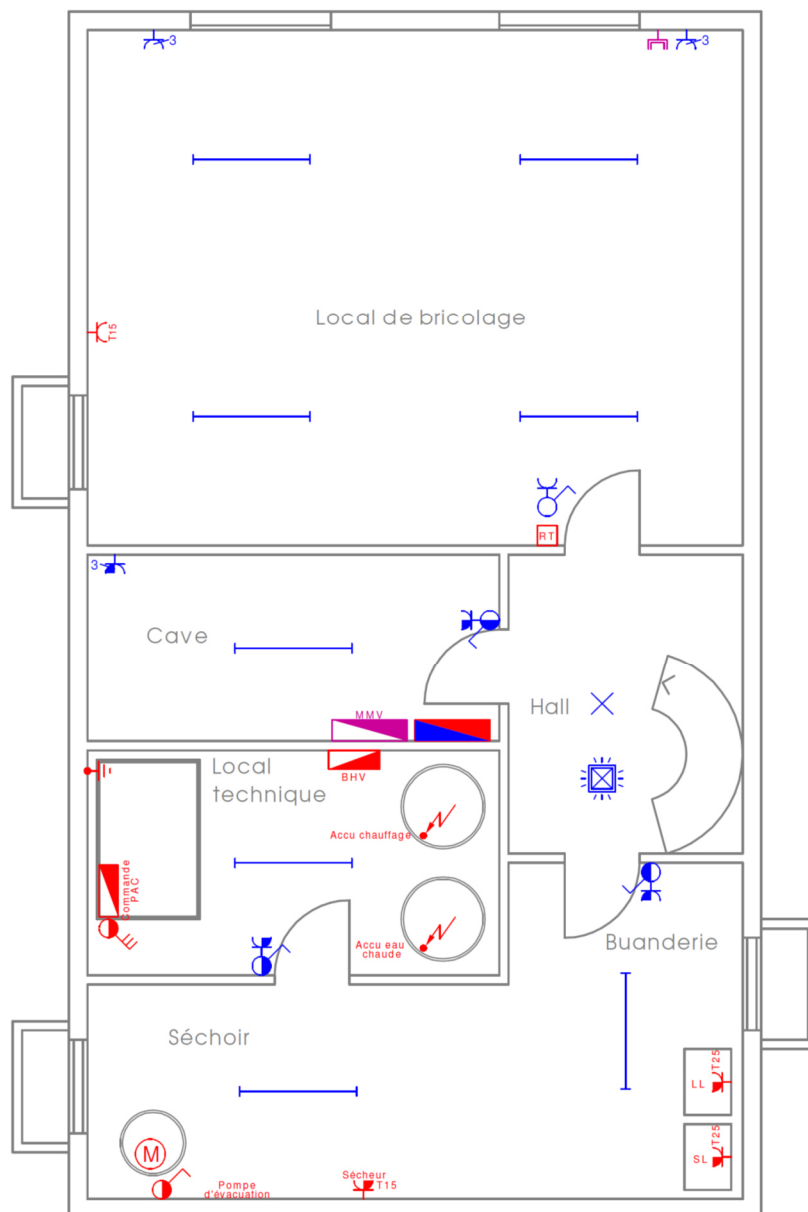 3
3
T15
Local de bricolage
RT
3
Cave
MMV
Hall
Local
technique
BHV
Accu chauffage
Commande
PAC
Accu eau
chaude
Buanderie
Séchoir
LL
T25
SL
T25
M
Pompe
d'évacuation
Sécheur
T15